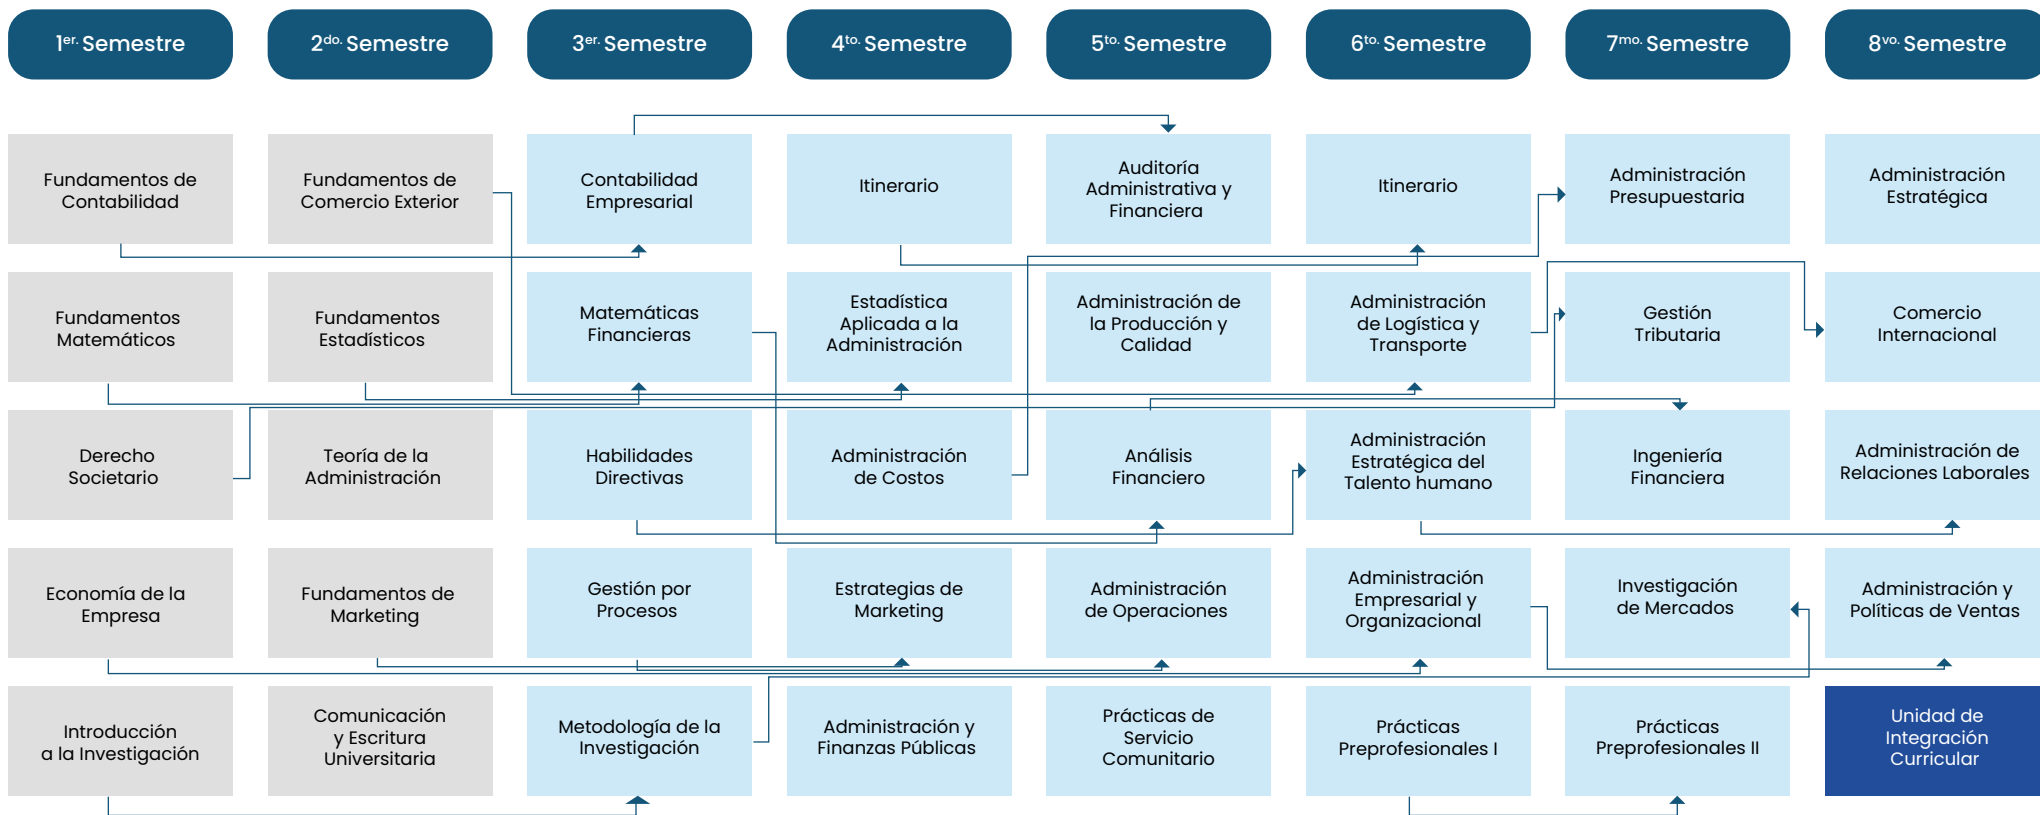 1er. Semestre
2do. Semestre
3er. Semestre
4to. Semestre
5to. Semestre
6to. Semestre
7mo. Semestre
8vo. Semestre
Fundamentos de
Contabilidad
Fundamentos de
Comercio Exterior
Contabilidad
Empresarial
Itinerario
Auditoría
Administrativa y
Financiera
Itinerario
Administración
Presupuestaria
Administración
Estratégica
Fundamentos
Matemáticos
Fundamentos
Estadísticos
Matemáticas
Financieras
Estadística
Aplicada a la
Administración
Administración de
la Producción y
Calidad
Administración
de Logística y
Transporte
Gestión
Tributaria
Comercio
Internacional
Derecho
Societario
Teoría de la
Administración
Habilidades
Directivas
Administración
de Costos
Análisis
Financiero
Administración
Estratégica del
Talento humano
Ingeniería
Financiera
Administración de
Relaciones Laborales
Economía de la
Empresa
Fundamentos de
Marketing
Gestión por
Procesos
Estrategias de
Marketing
Administración
de Operaciones
Administración
Empresarial y
Organizacional
Investigación
de Mercados
Administración y
Políticas de Ventas
Introducción
a la Investigación
Comunicación
y Escritura
Universitaria
Metodología de la
Investigación
Administración y
Finanzas Públicas
Prácticas de
Servicio
Comunitario
Prácticas
Preprofesionales I
Prácticas
Preprofesionales II
Unidad de
Integración
Curricular